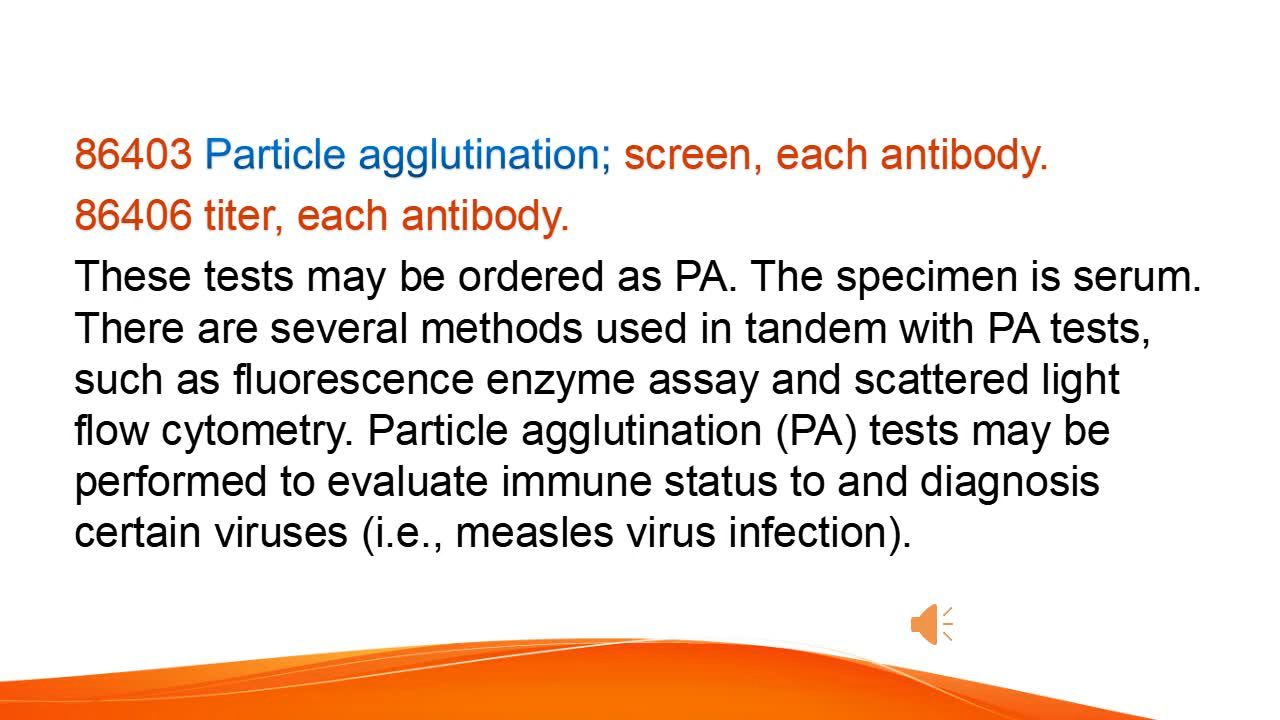 86403 Particle agglutination; screen, each antibody.
86406 titer, each antibody.
These tests may be ordered as PA. The specimen is serum.
There are several methods used in tandem with PA tests,
such as fluorescence enzyme assay and scattered light
flow cytometry. Particle agglutination (PA) tests may be
performed to evaluate immune status to and diagnosis
certain viruses (i.e., measles virus infection).